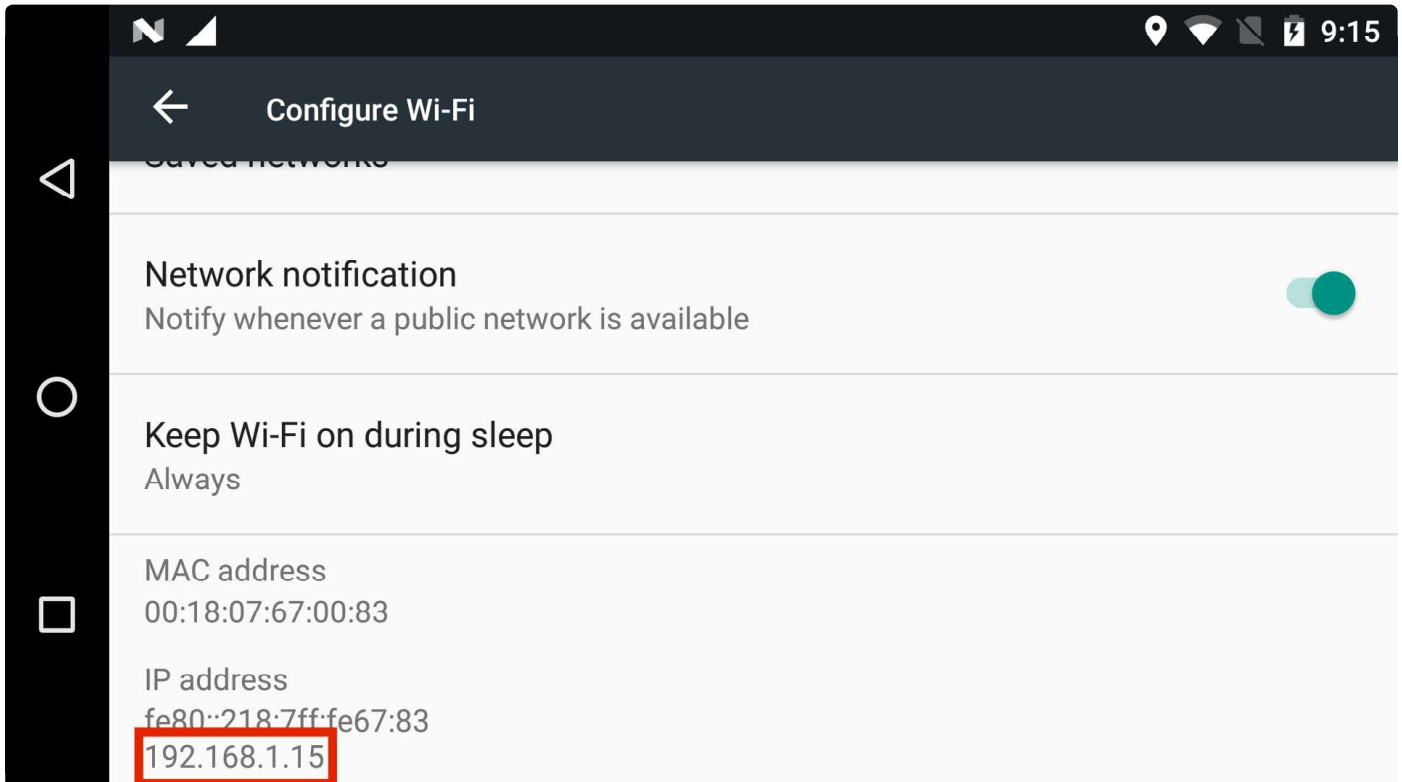 9:15
Configure Wi-Fi
Saved networks
Network notification
Notify whenever a public network is available
Keep Wi-Fi on during sleep
Always
MAC address
00:18:07:67:00:83
IP address
fe80::218:7ff:fe67:83
192.168.1.15